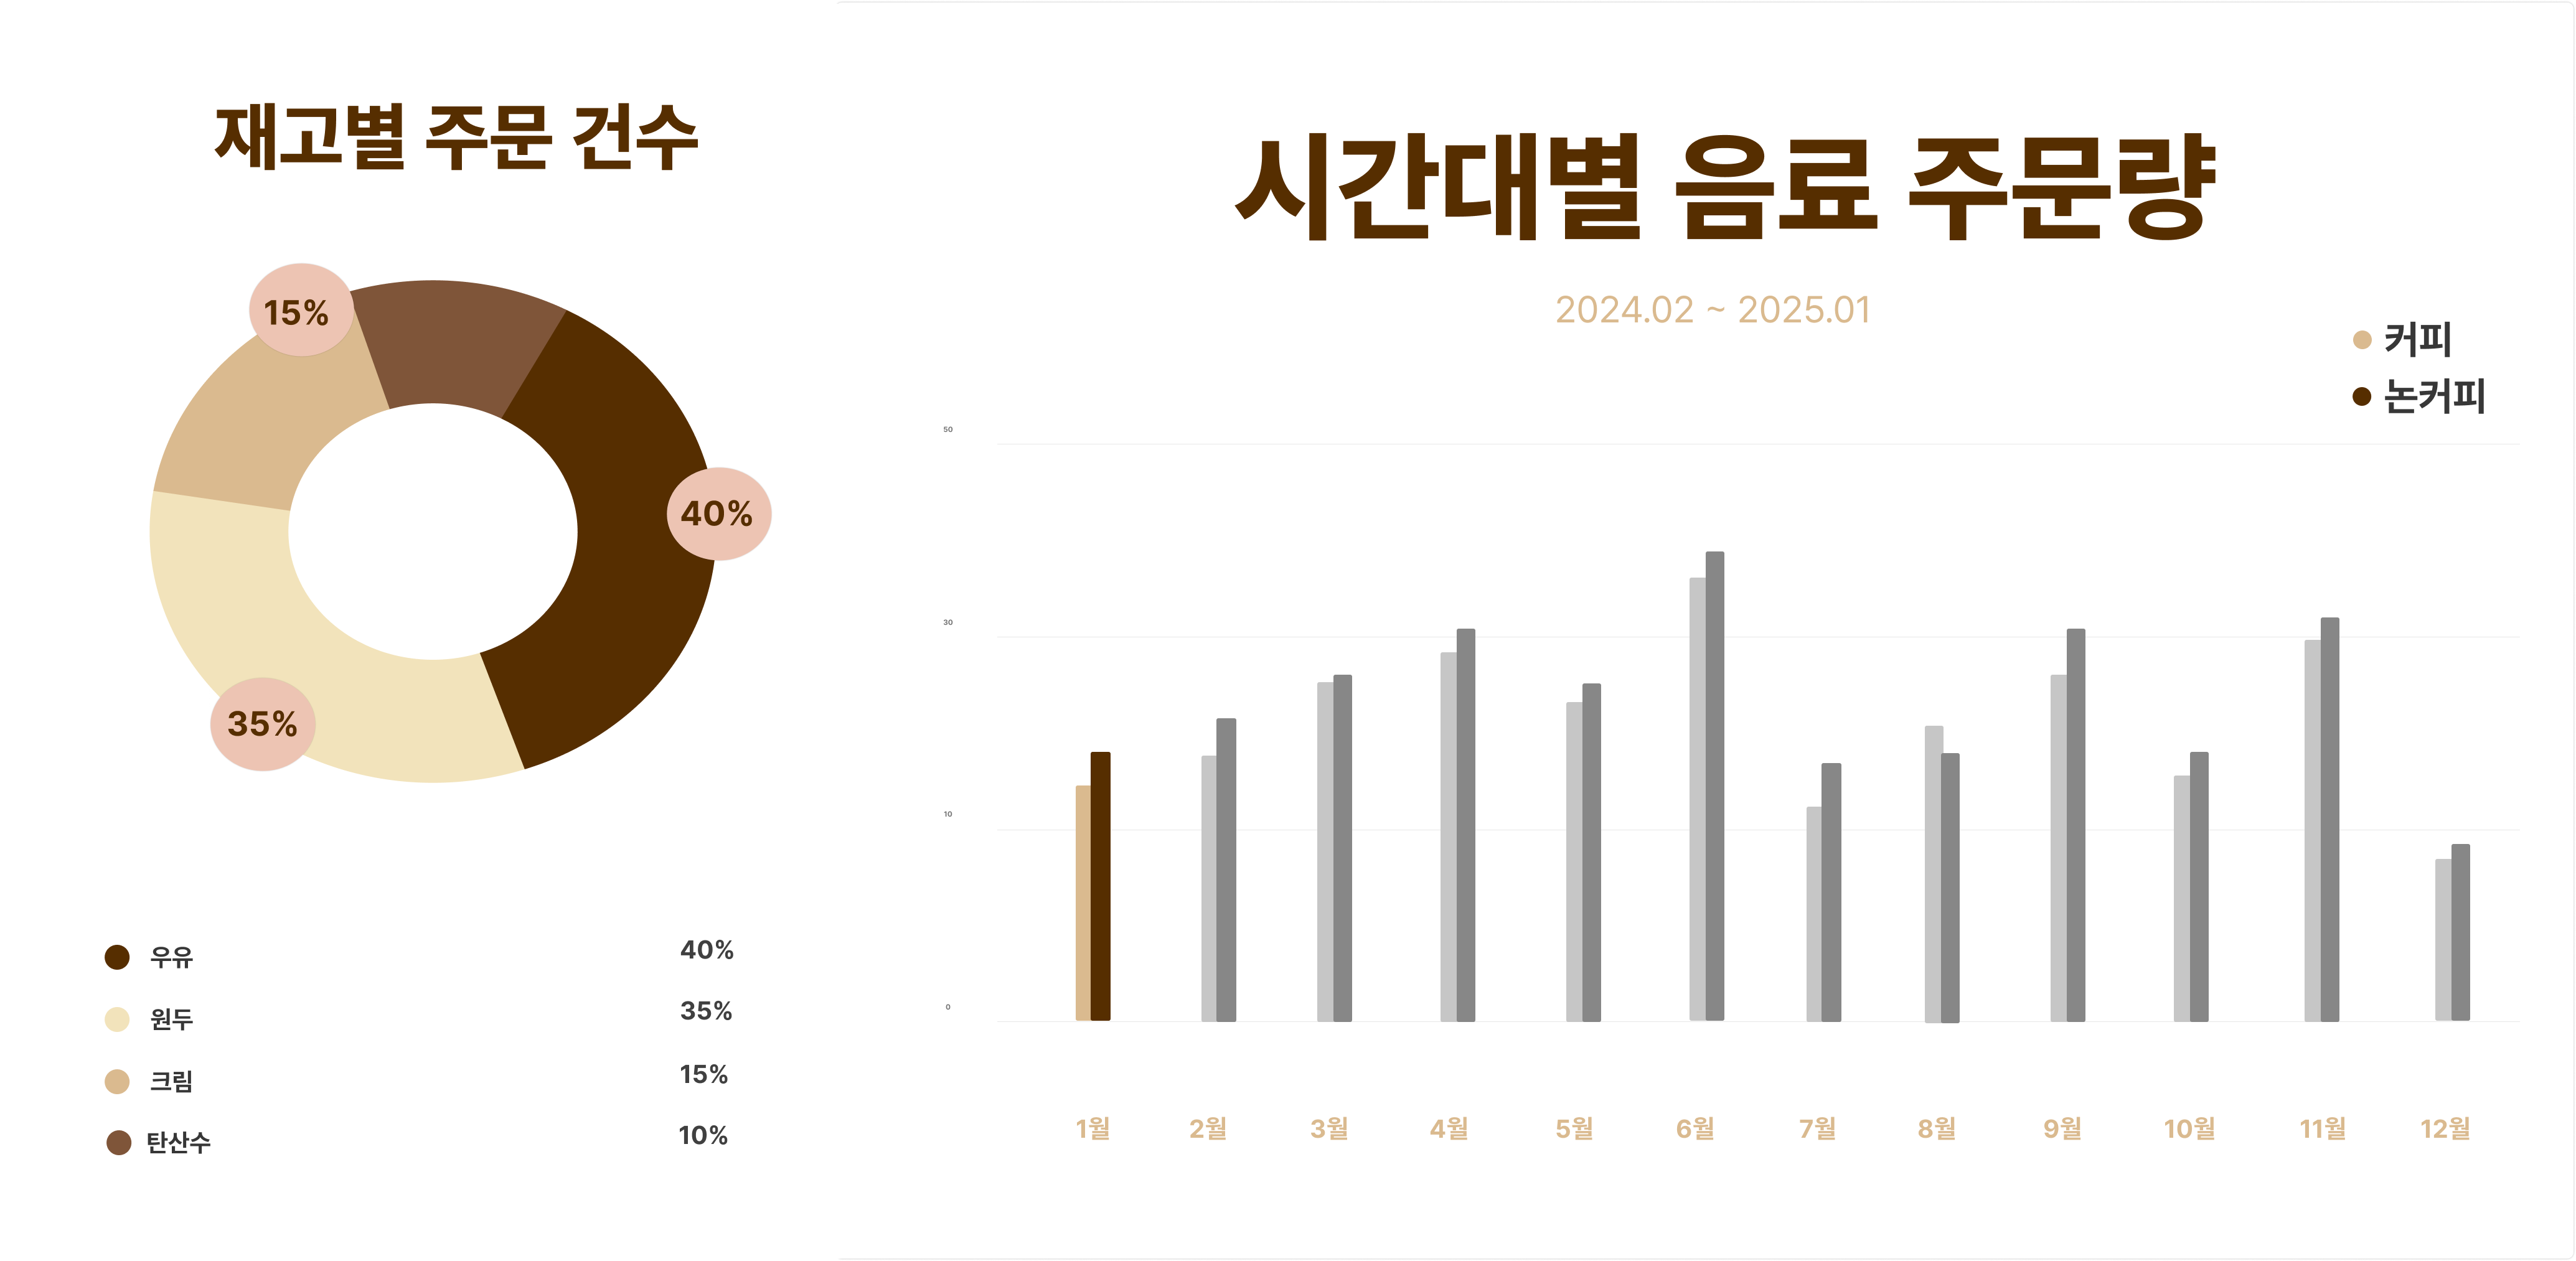 재고별 주문 건수
15%
40%
35%
우유 40%
원두 35%
크림 15%
탄산수 10%
시간대별 음료 주문량
2024.02 ~ 2025.01
커피
논커피
50
30
10
0
1월 2월 3월 4월 5월 6월 7월 8월 9월 10월 11월 12월